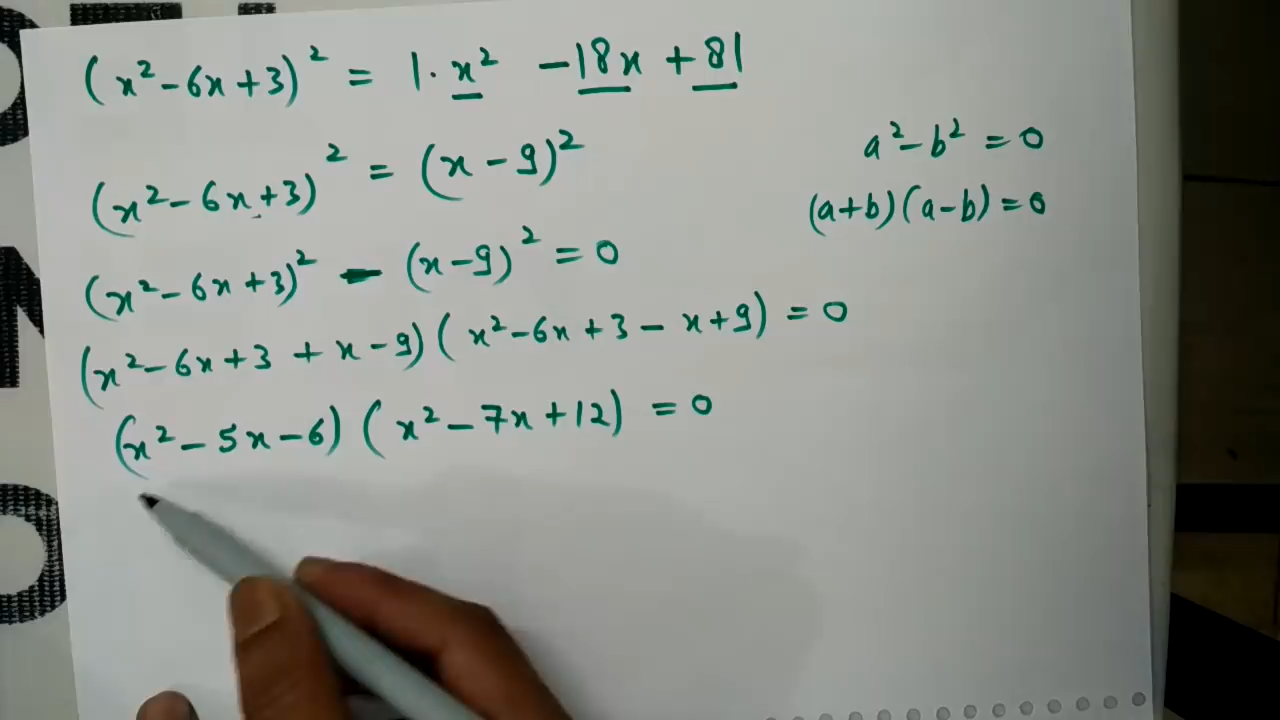 (x² - 6x + 3)² = 1 · x² - 18x + 81
(x² - 6x + 3)² = (x - 9)²
a² - b² = 0
(a + b)(a - b) = 0
(x² - 6x + 3)² - (x - 9)² = 0
(x² - 6x + 3 + x - 9)(x² - 6x + 3 - x + 9) = 0
(x² - 5x - 6)(x² - 7x + 12) = 0